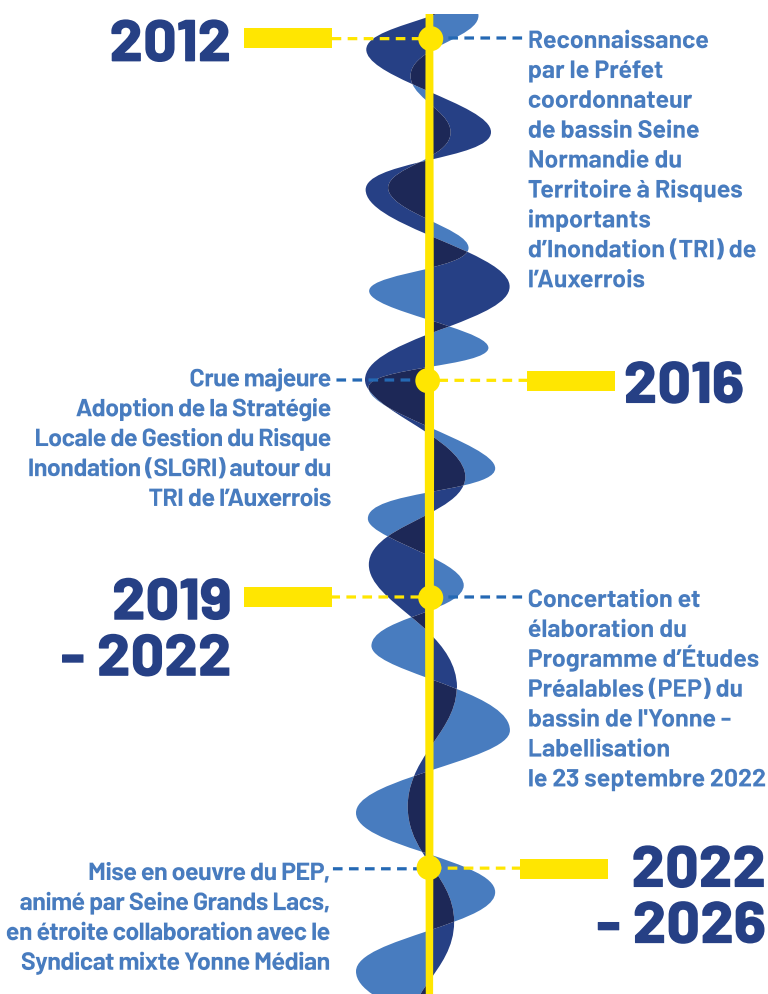 2012
Reconnaissance
par le Préfet
coordonnateur
de bassin Seine
Normandie du
Territoire à Risques
importants
d'Inondation (TRI) de
l'Auxerrois
2016
Crue majeure
Adoption de la Stratégie
Locale de Gestion du Risque
Inondation (SLGRI) autour du
TRI de l'Auxerrois
2019
- 2022
Concertation et
élaboration du
Programme d'Études
Préalables (PEP) du
bassin de l'Yonne -
Labellisation
le 23 septembre 2022
2022
- 2026
Mise en oeuvre du PEP,
animé par Seine Grands Lacs,
en étroite collaboration avec le
Syndicat mixte Yonne Médian